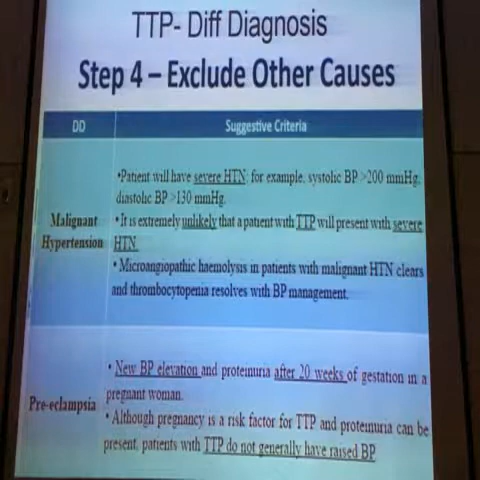 TTP- Diff Diagnosis
Step 4 – Exclude Other Causes
DD
Suggestive Criteria
Malignant
Hypertension
•Patient will have severe HTN; for example, systolic BP >200 mmHg;
diastolic BP >130 mmHg.
•It is extremely unlikely that a patient with TTP will present with severe
HTN.
• Microangiopathic haemolysis in patients with malignant HTN clears
and thrombocytopenia resolves with BP management.
Pre-eclampsia
• New BP elevation and proteinuria after 20 weeks of gestation in a
pregnant woman.
• Although pregnancy is a risk factor for TTP and proteinuria can be
present, patients with TTP do not generally have raised BP